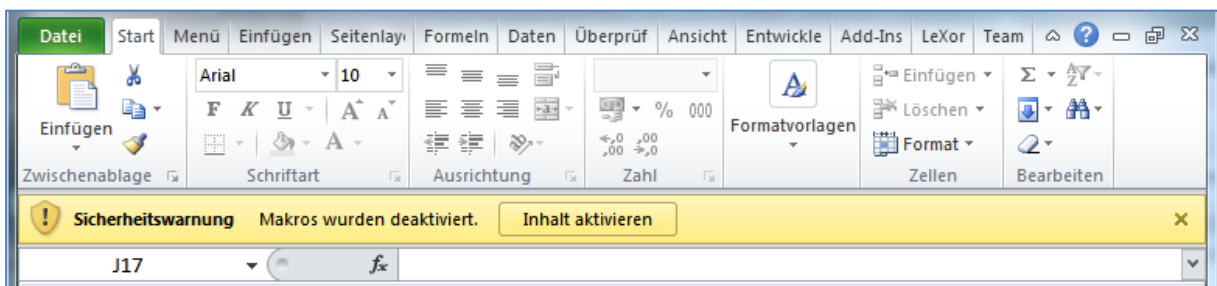 Datei Start Menü Einfügen Seitenlay Formeln Daten Überprüf Ansicht Entwickle Add-Ins LeXor Team
Arial 10 Einfügen Σ
F K U A A % 000 Löschen
Einfügen A Formatvorlagen Format
Zwischenablage Schriftart Ausrichtung Zahl Zellen Bearbeiten
Sicherheitswarnung Makros wurden deaktiviert. Inhalt aktivieren
J17 fx